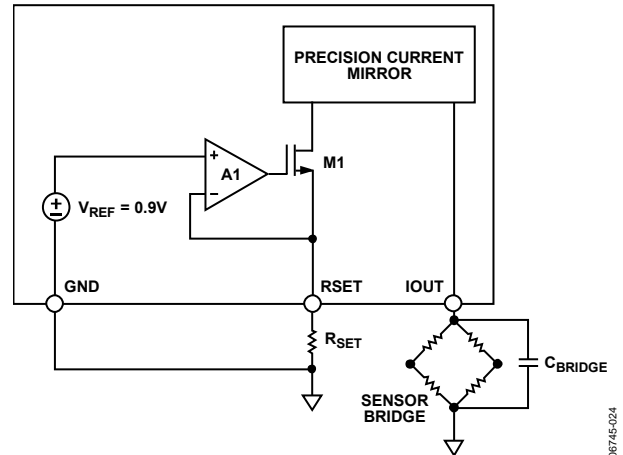 PRECISION CURRENT
MIRROR
+
A1
−
M1
+
−
VREF = 0.9V
GND
RSET
IOUT
RSET
CBRIDGE
SENSOR
BRIDGE
06745-024